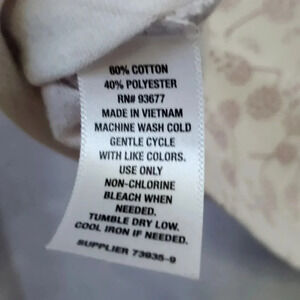 60% COTTON
40% POLYESTER
RN# 93677
MADE IN VIETNAM
MACHINE WASH COLD
GENTLE CYCLE
WITH LIKE COLORS.
USE ONLY
NON-CHLORINE
BLEACH WHEN
NEEDED.
TUMBLE DRY LOW.
COOL IRON IF NEEDED.
SUPPLIER 73935-9